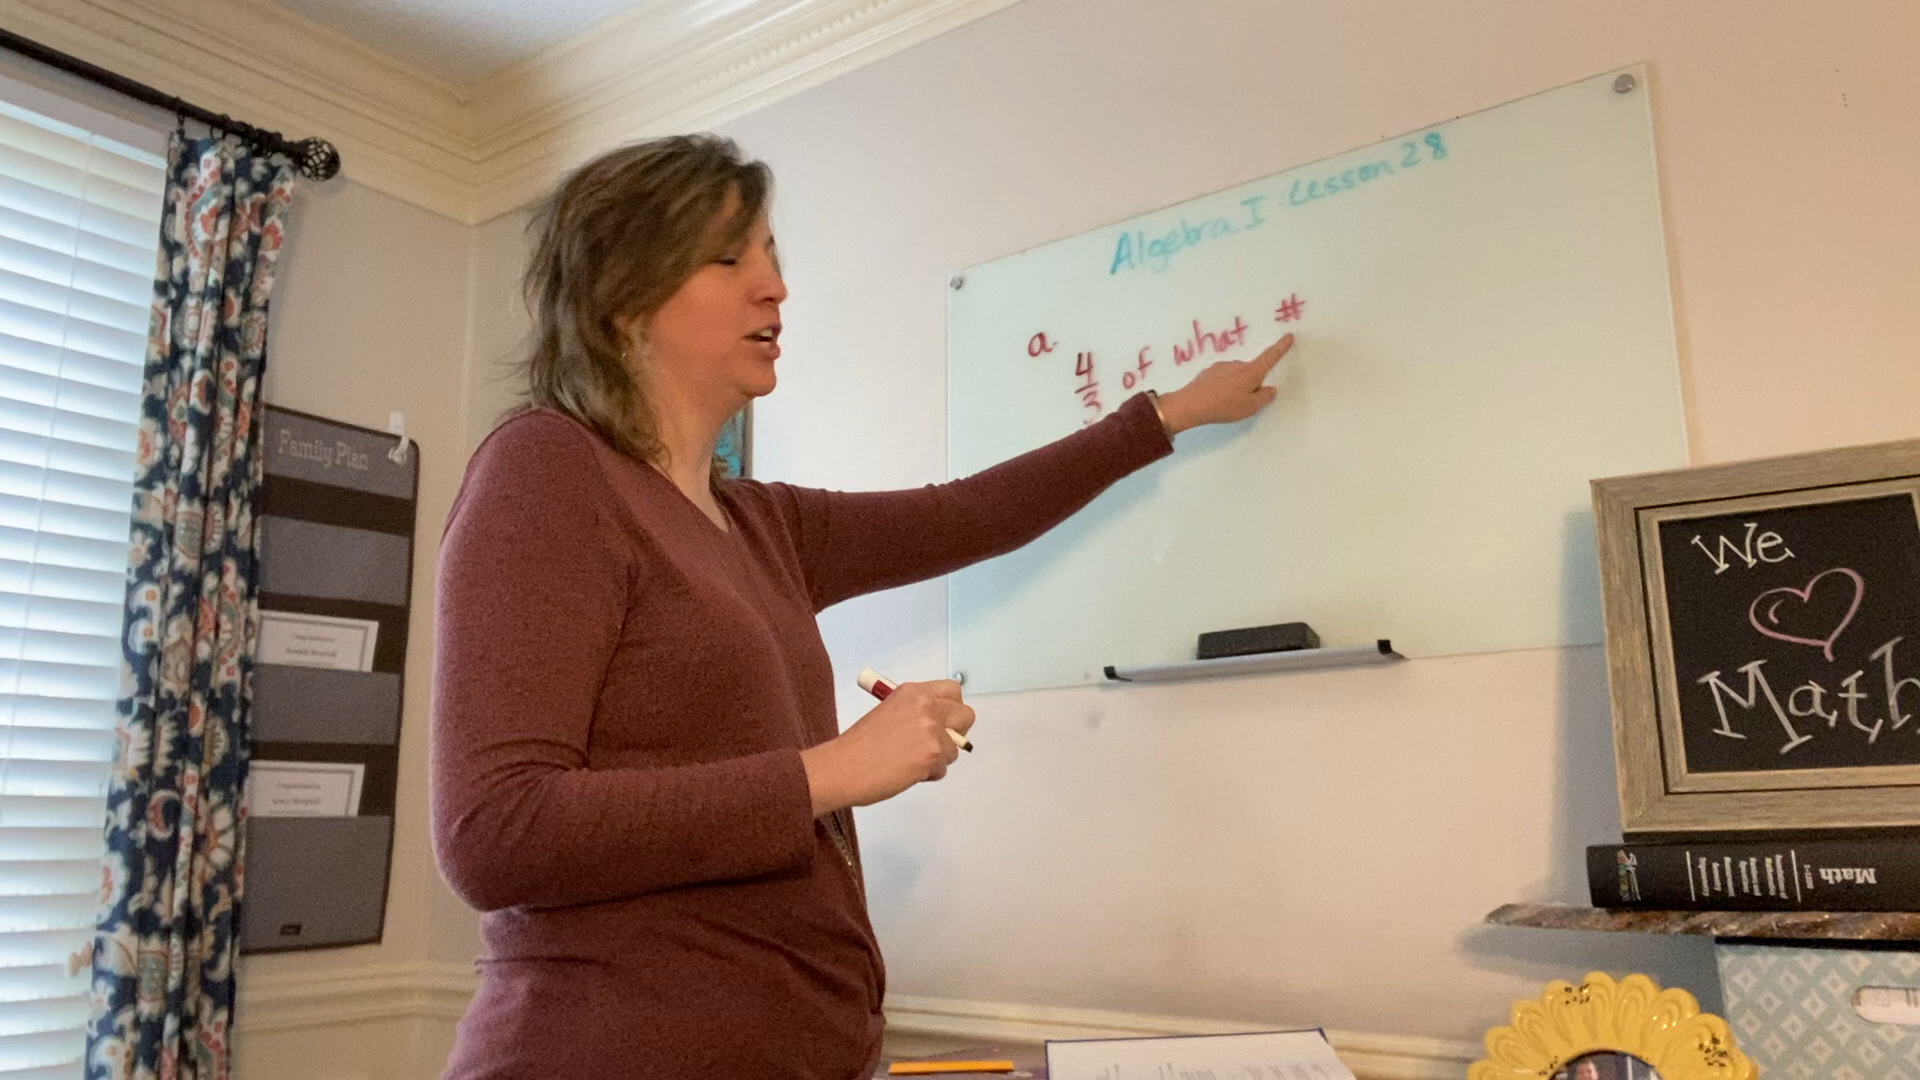 Algebra I Lesson 28
a. 4/3 of what #
Family Plan
We
♡
Math
Math